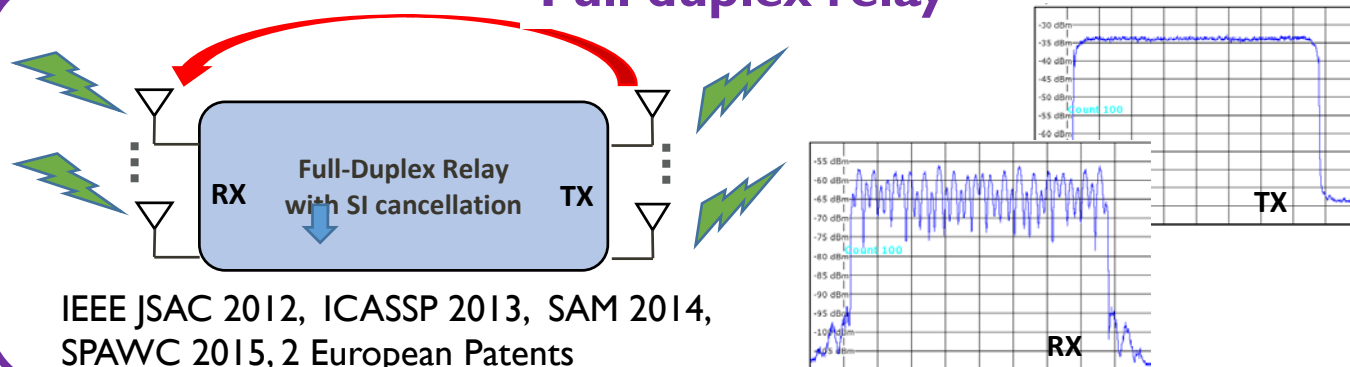 Full-duplex relay
Full-Duplex Relay
RX
with SI cancellation
TX
IEEE JSAC 2012, ICASSP 2013, SAM 2014,
SPAWC 2015, 2 European Patents
-30 dBm
-35 dBm
-40 dBm
-45 dBm
-50 dBm
-55 dBm
Count 100
-60 dBm
TX
-55 dBm
-60 dBm
-65 dBm
-70 dBm
-75 dBm
Count 100
-80 dBm
-85 dBm
-90 dBm
-95 dBm
RX